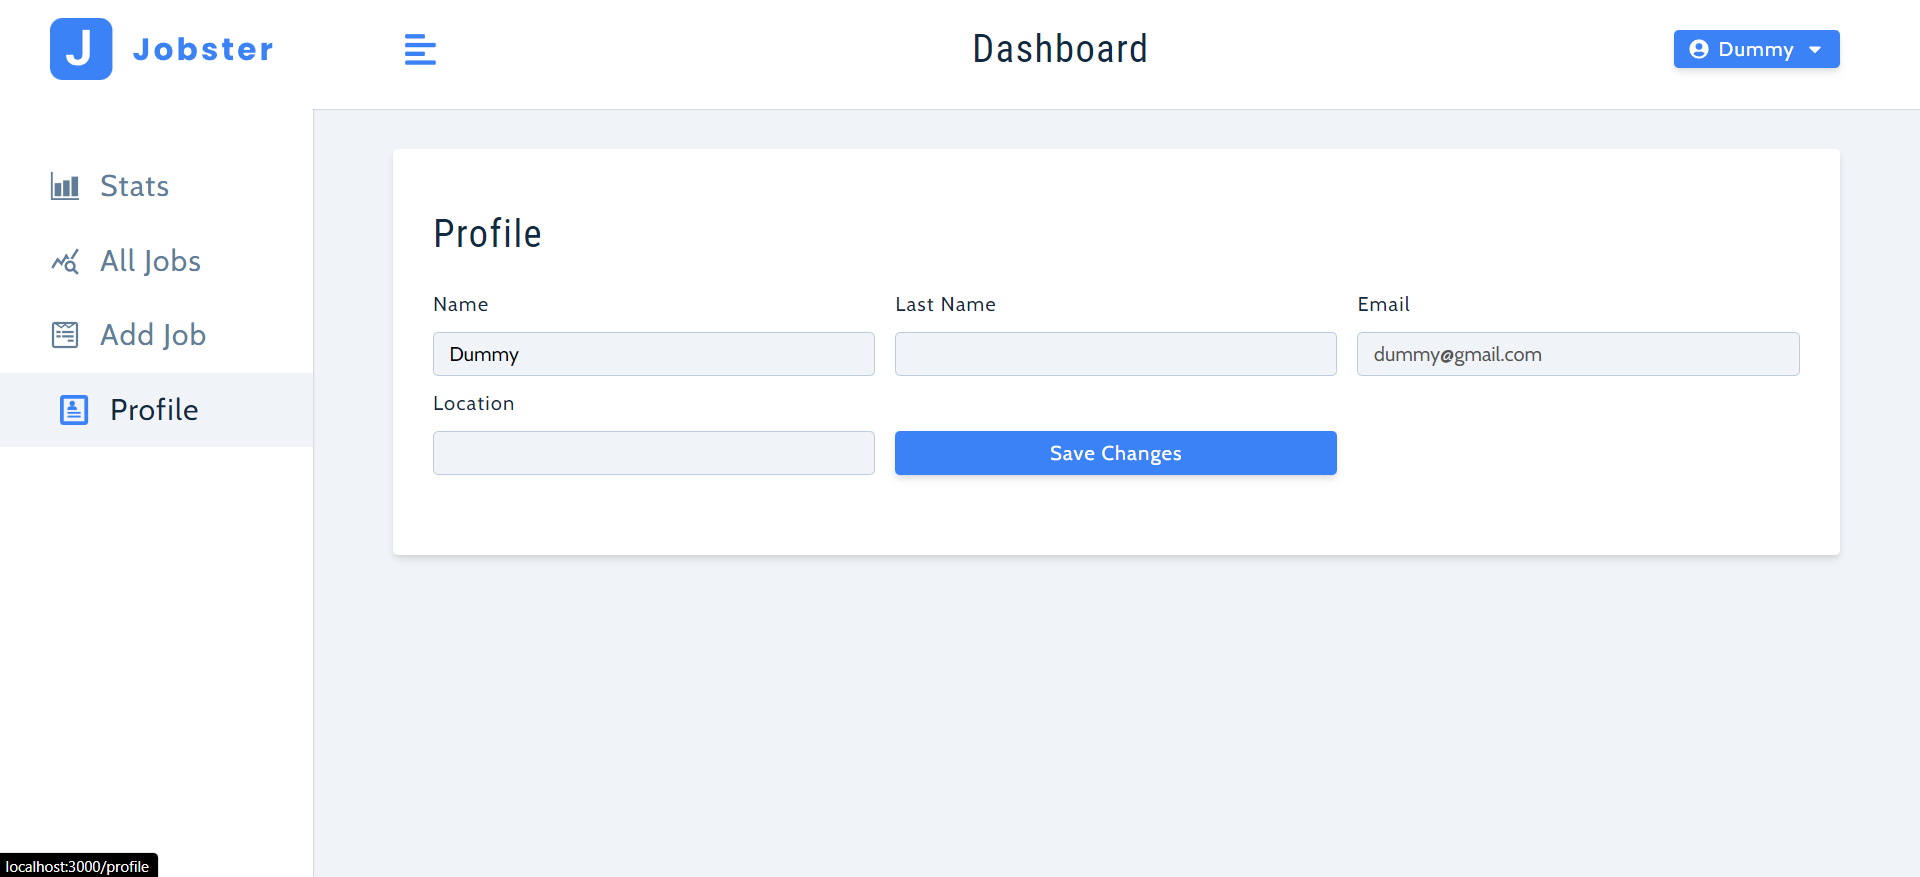 J Jobster
Dashboard
Dummy
Stats
All Jobs
Add Job
Profile
Profile
Name
Last Name
Email
Dummy
dummy@gmail.com
Location
Save Changes
localhost:3000/profile